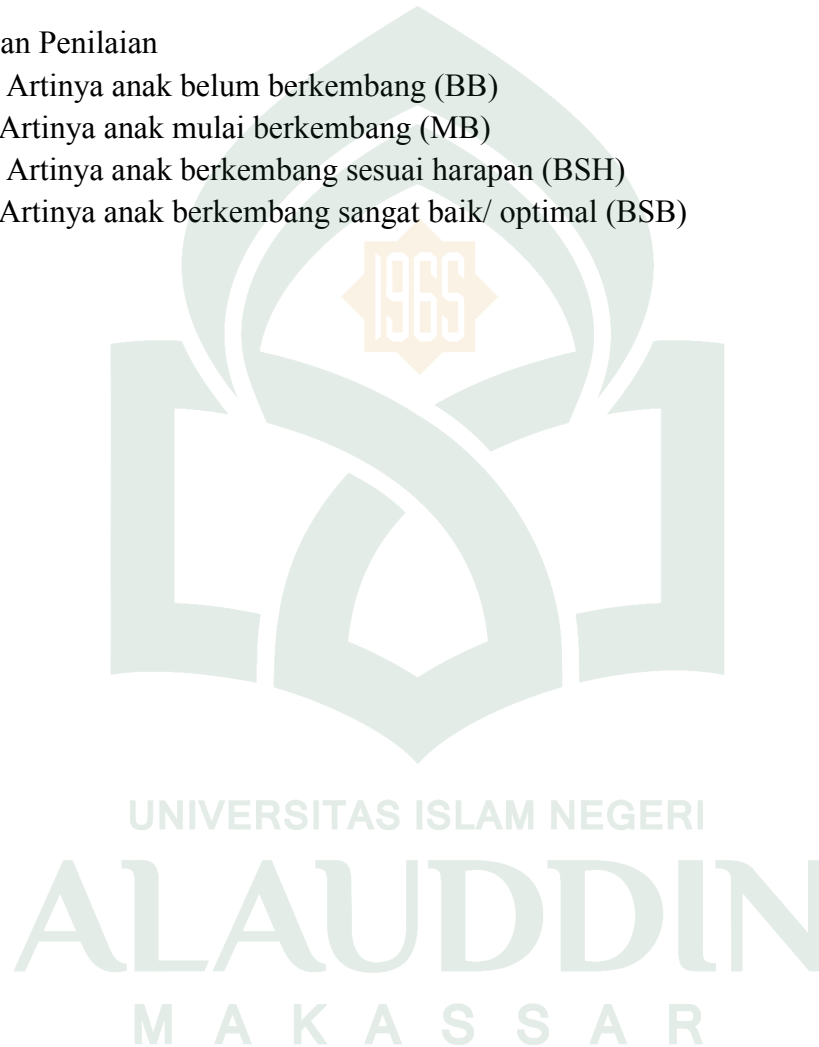 an Penilaian
Artinya anak belum berkembang (BB)
Artinya anak mulai berkembang (MB)
Artinya anak berkembang sesuai harapan (BSH)
Artinya anak berkembang sangat baik/ optimal (BSB)
1965
UNIVERSITAS ISLAM NEGERI
ALAUDDIN
MAKASSAR